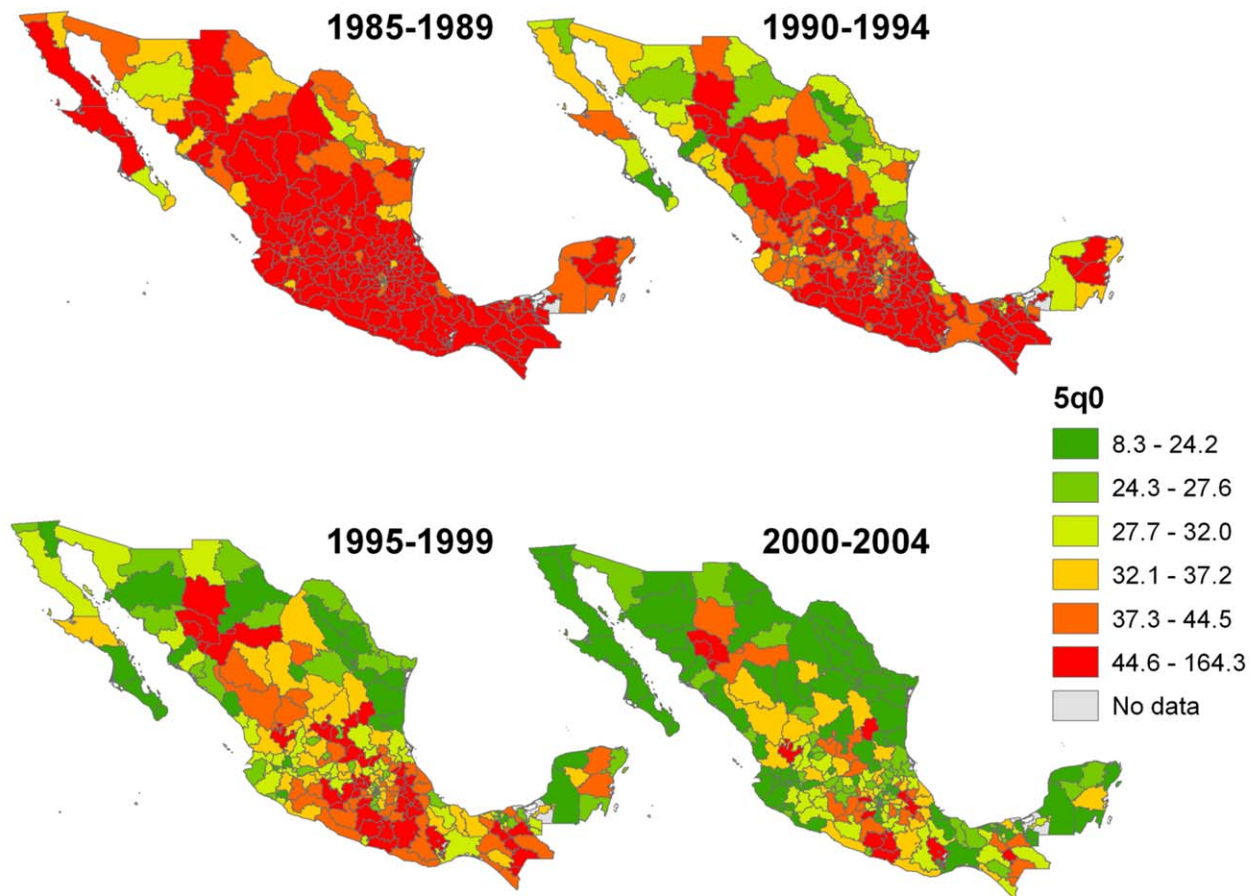 1985-1989
1990-1994
5q0
8.3 - 24.2
24.3 - 27.6
27.7 - 32.0
32.1 - 37.2
37.3 - 44.5
44.6 - 164.3
No data
1995-1999
2000-2004